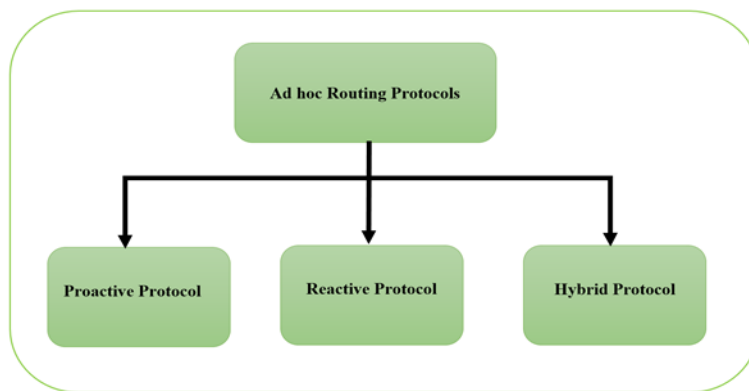 Ad hoc Routing Protocols
Proactive Protocol
Reactive Protocol
Hybrid Protocol